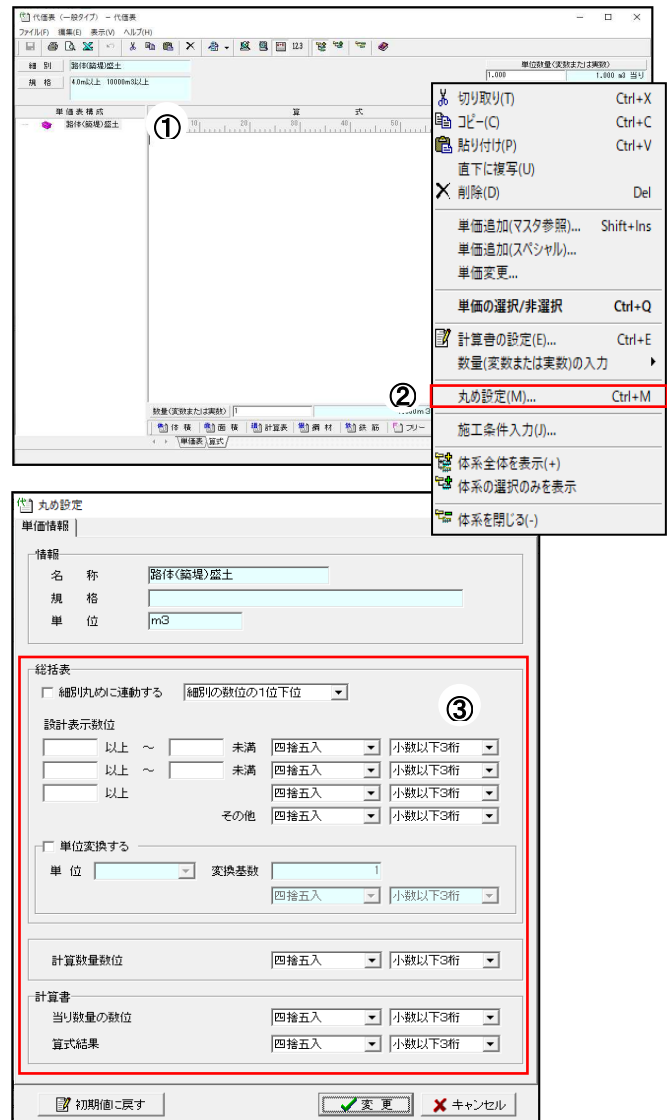 代価表（一般タイプ） - 代価表
ファイル(F) 編集(E) 表示(V) ヘルプ(H)
細 別 路体(築堤)盛土 単位数量(変数または実数)
規 格 4.0m以上 10000m3以上 1.000 1.000 m3 当り
単価表構成 算 式
路体(築堤)盛土 ① 10 20 30 40 50
切り取り(T) Ctrl+X
コピー(C) Ctrl+C
貼り付け(P) Ctrl+V
直下に複写(U)
削除(D) Del
単価追加(マスタ参照)... Shift+Ins
単価追加(スペシャル)...
単価変更...
単価の選択/非選択 Ctrl+Q
計算書の設定(E)... Ctrl+E
数量(変数または実数)の入力
② 丸め設定(M)... Ctrl+M
施工条件入力(J)...
体系全体を表示(+)
体系の選択のみを表示
体系を閉じる(-)
数量(変数または実数) 1
体 積 面 積 計算表 鋼 材 鉄 筋 フリー
単価表 算式
丸め設定
単価情報
情報
名 称 路体(築堤)盛土
規 格
単 位 m3
総括表
細別丸めに連動する 細別の数位の1位下位
③
設計表示数位
以上 ～ 未満 四捨五入 小数以下3桁
以上 ～ 未満 四捨五入 小数以下3桁
以上 四捨五入 小数以下3桁
その他 四捨五入 小数以下3桁
単位変換する
単 位 変換基数 1
四捨五入 小数以下3桁
計算数量数位 四捨五入 小数以下3桁
計算書
当り数量の数位 四捨五入 小数以下3桁
算式結果 四捨五入 小数以下3桁
初期値に戻す 変 更 キャンセル